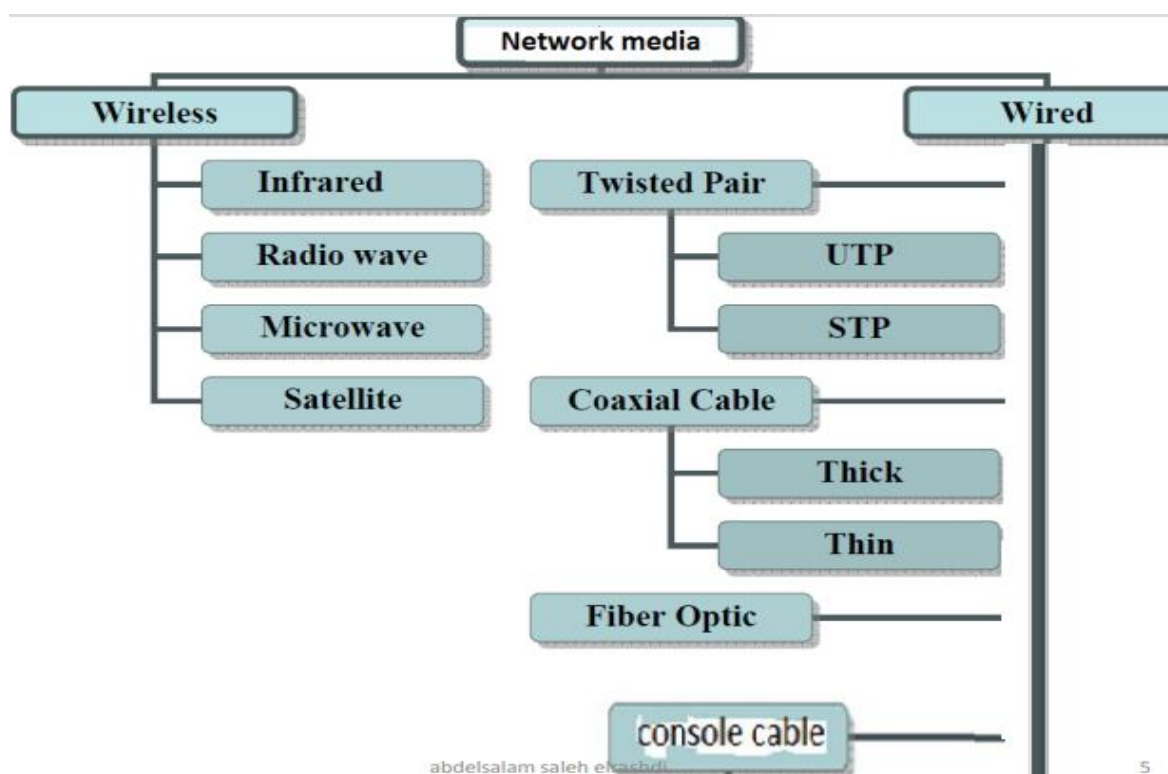 Network media
Wireless
Wired
Infrared
Twisted Pair
Radio wave
UTP
Microwave
STP
Satellite
Coaxial Cable
Thick
Thin
Fiber Optic
console cable
abdelsalam saleh elrashdi
5